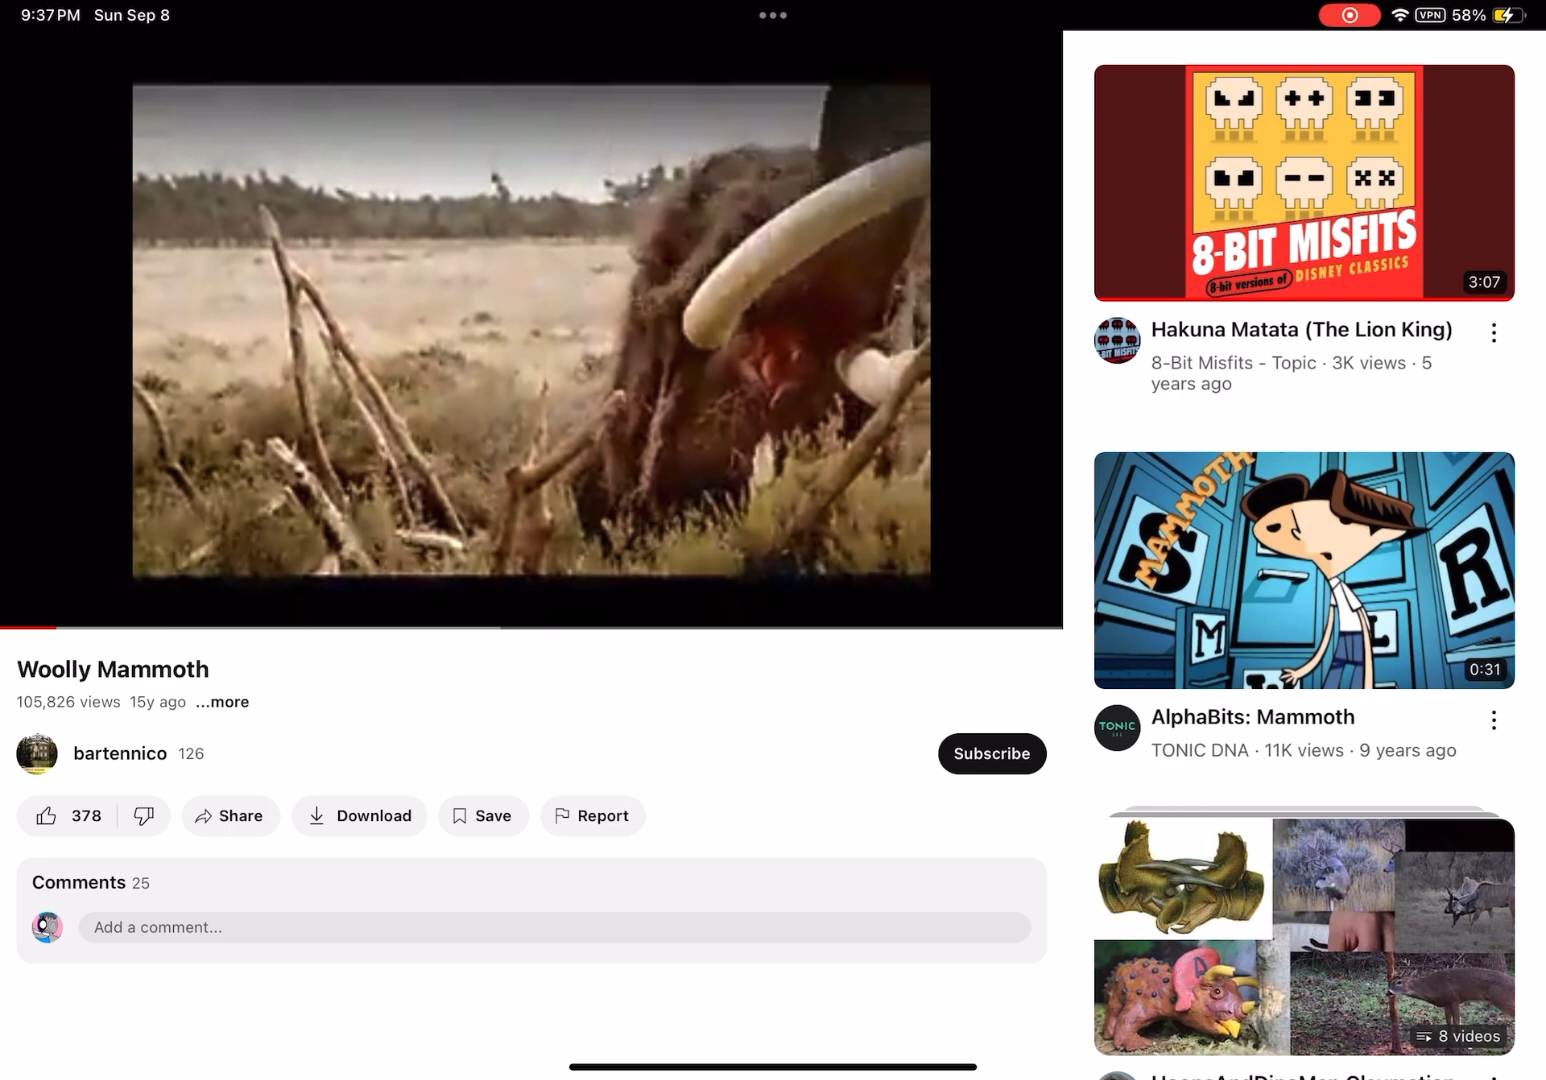 9:37 PM Sun Sep 8
VPN 58%
8-BIT MISFITS
8-bit versions of DISNEY CLASSICS
3:07
Hakuna Matata (The Lion King)
8-Bit Misfits - Topic · 3K views · 5
years ago
MAMMOTH
S
M
L
R
0:31
AlphaBits: Mammoth
TONIC
TONIC DNA · 11K views · 9 years ago
8 videos
Woolly Mammoth
105,826 views 15y ago ...more
bartennico 126
Subscribe
378
Share
Download
Save
Report
Comments 25
Add a comment...